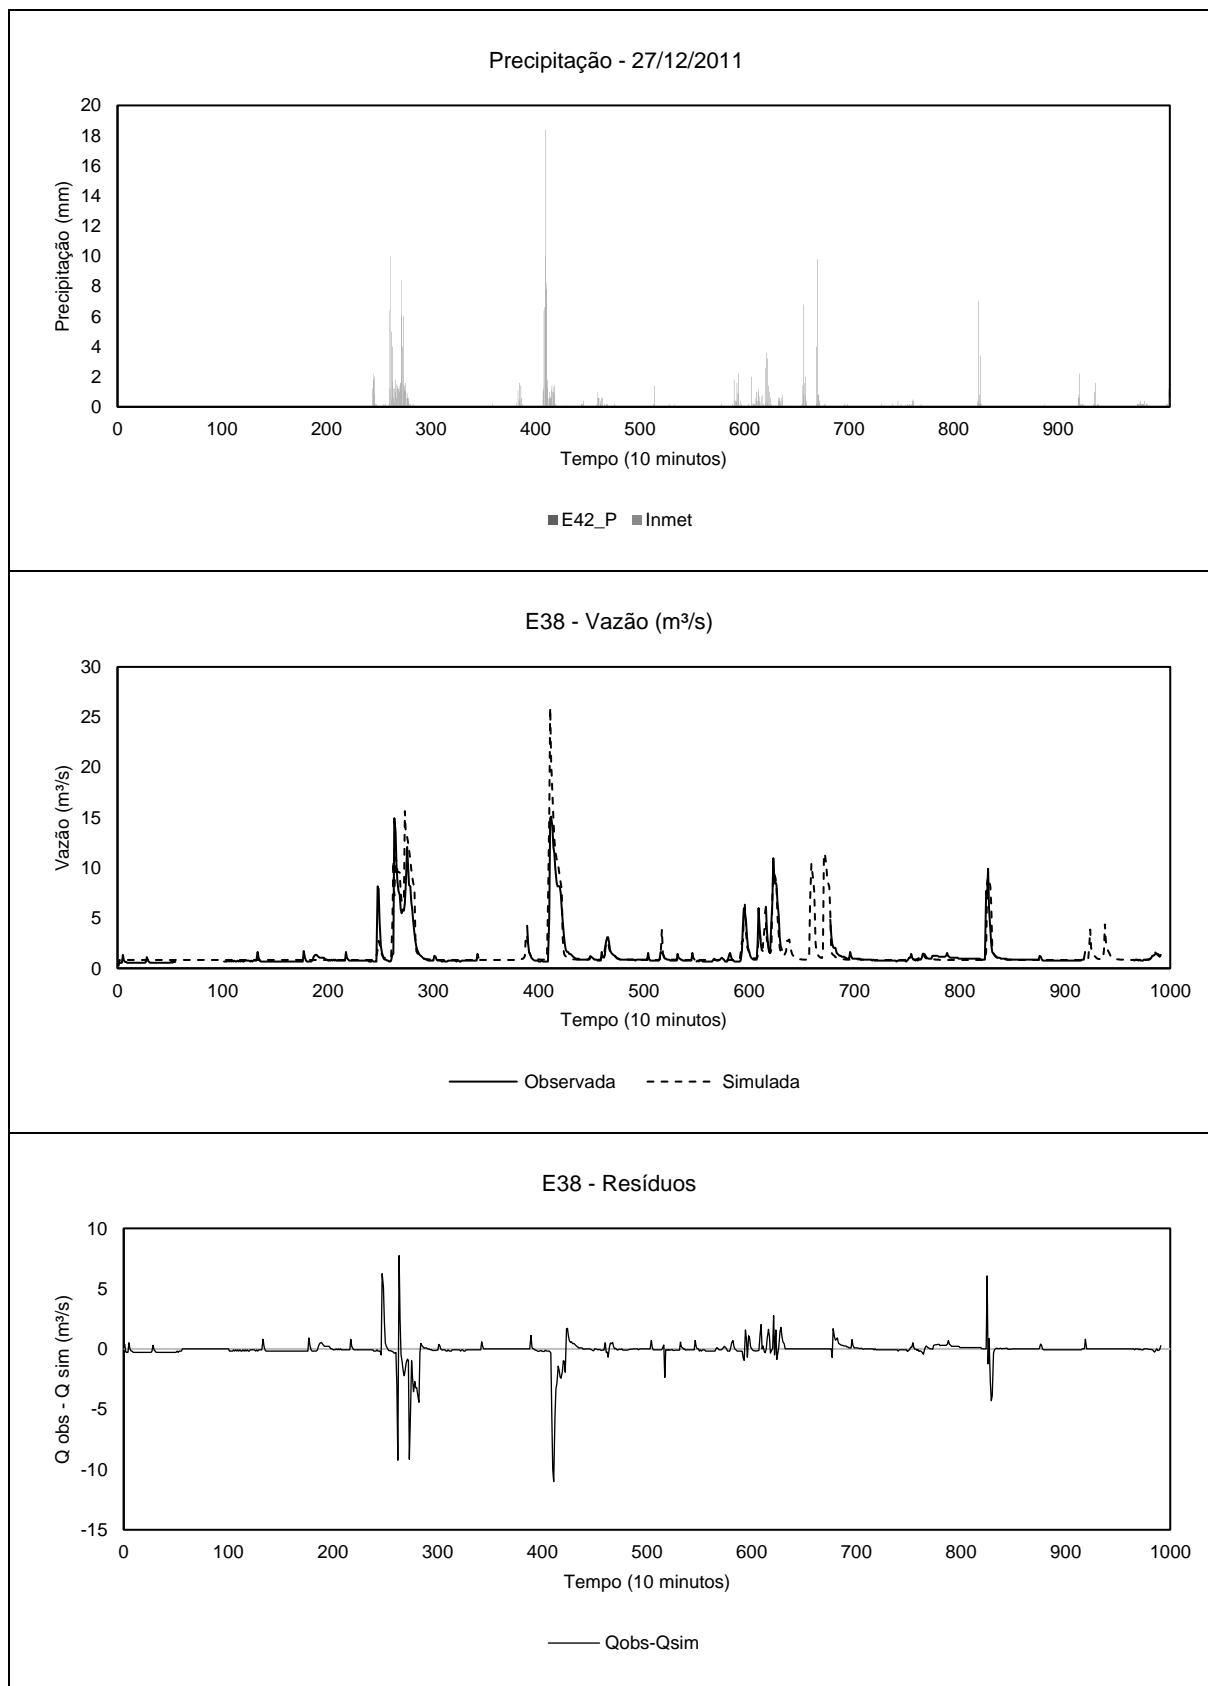 Precipitação - 27/12/2011
20
18
16
14
12
10
8
6
4
2
0
Precipitação (mm)
0 100 200 300 400 500 600 700 800 900
Tempo (10 minutos)
E42_P Inmet
E38 - Vazão (m³/s)
30
25
20
15
10
5
0
Vazão (m³/s)
0 100 200 300 400 500 600 700 800 900 1000
Tempo (10 minutos)
Observada Simulada
E38 - Resíduos
10
5
0
-5
-10
-15
Q obs - Q sim (m³/s)
0 100 200 300 400 500 600 700 800 900 1000
Tempo (10 minutos)
Qobs-Qsim